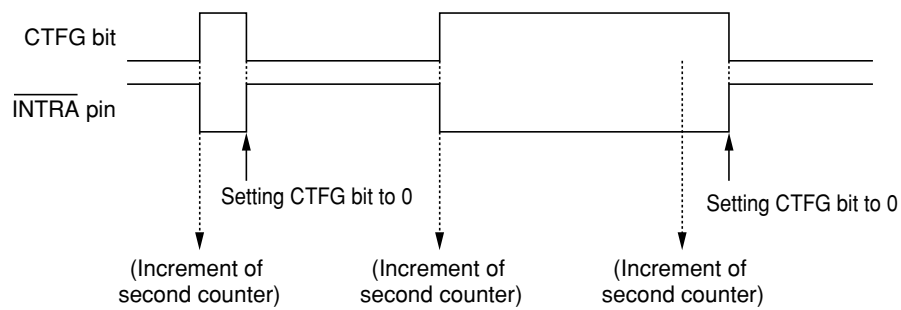 CTFG bit
INTRA pin
Setting CTFG bit to 0
Setting CTFG bit to 0
(Increment of
second counter)
(Increment of
second counter)
(Increment of
second counter)